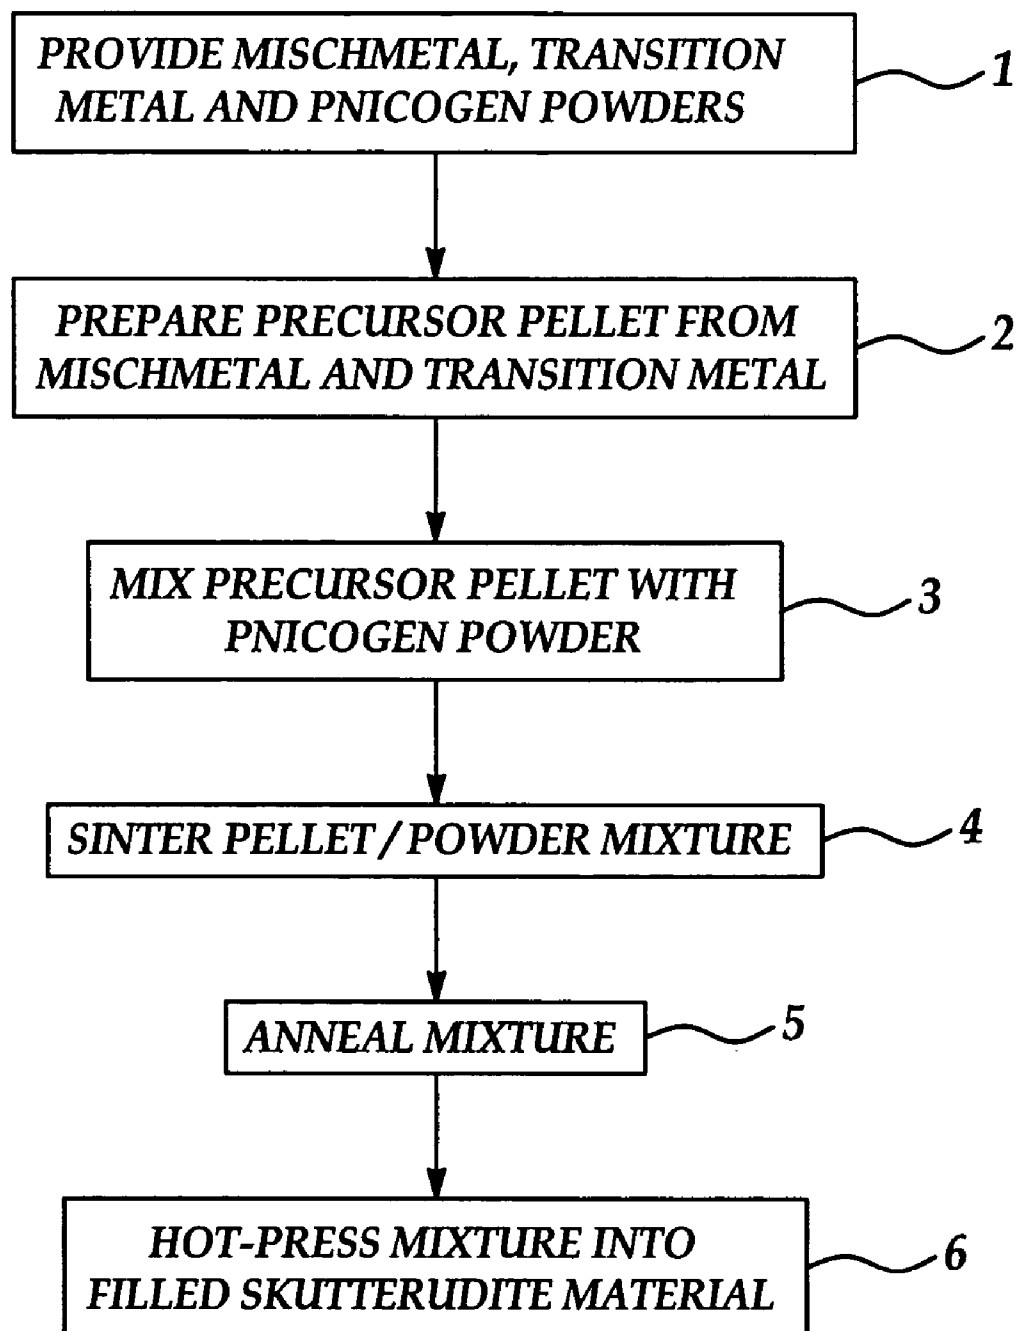 PROVIDE MISCHMETAL, TRANSITION
METAL AND PNICOGEN POWDERS
1
PREPARE PRECURSOR PELLET FROM
MISCHMETAL AND TRANSITION METAL
2
MIX PRECURSOR PELLET WITH
PNICOGEN POWDER
3
SINTER PELLET / POWDER MIXTURE
4
ANNEAL MIXTURE
5
HOT-PRESS MIXTURE INTO
FILLED SKUTTERUDITE MATERIAL
6